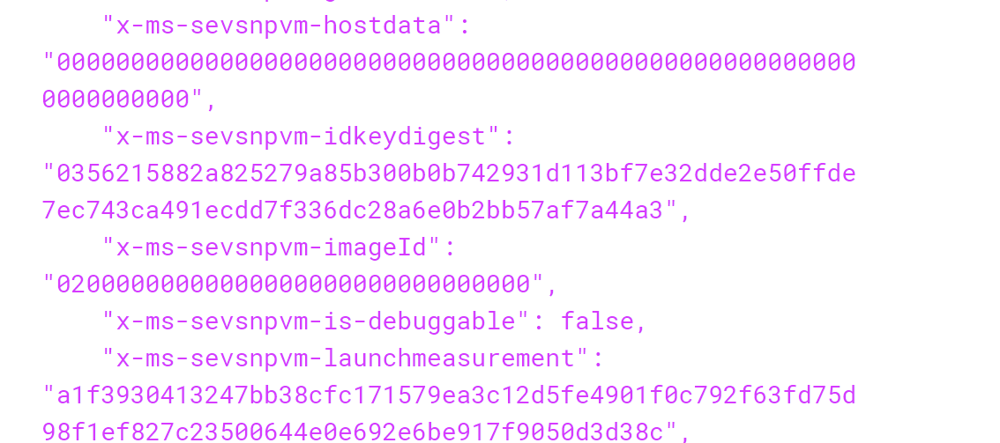 "x-ms-sevsnpvm-hostdata":
"000000000000000000000000000000000000000000000000000000
0000000000",
"x-ms-sevsnpvm-idkeydigest":
"0356215882a825279a85b300b0b742931d113bf7e32dde2e50ffde
7ec743ca491ecdd7f336dc28a6e0b2bb57af7a44a3",
"x-ms-sevsnpvm-imageId":
"02000000000000000000000000000000",
"x-ms-sevsnpvm-is-debuggable": false,
"x-ms-sevsnpvm-launchmeasurement":
"a1f3930413247bb38cfc171579ea3c12d5fe4901f0c792f63fd75d
98f1ef827c23500644e0e692e6be917f9050d3d38c",